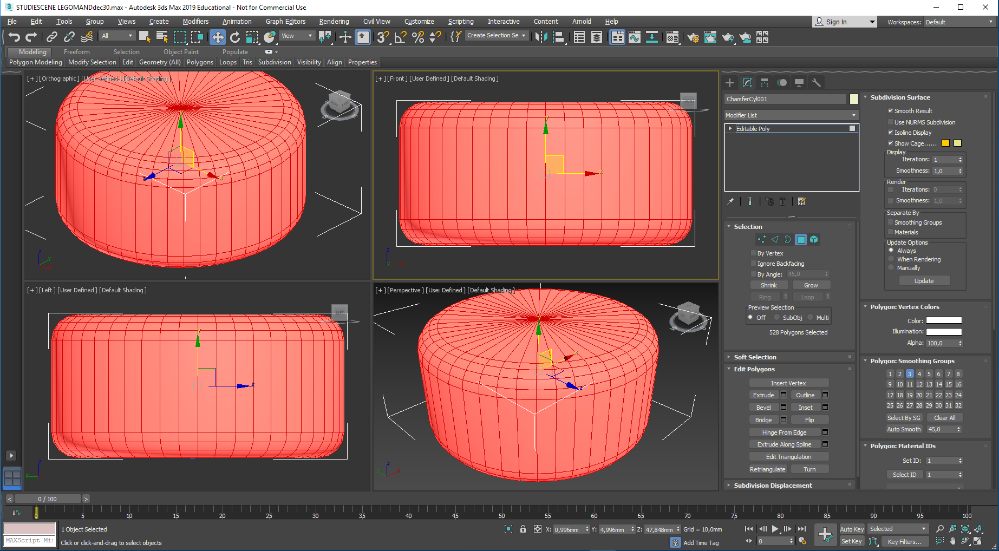 STUDIESCENE LEGOMANDdec30.max - Autodesk 3ds Max 2019 Educational - Not for Commercial Use
File Edit Tools Group Views Create Modifiers Animation Graph Editors Rendering Civil View Customize Scripting Interactive Content Arnold Help
Sign In Workspaces: Default
All View Create Selection Se
Modeling Freeform Selection Object Paint Populate
Polygon Modeling Modify Selection Edit Geometry (All) Polygons Loops Tris Subdivision Visibility Align Properties
[+] [Orthographic] [User Defined] [Default Shading]
[+] [Front] [User Defined] [Default Shading]
FRONT
[+] [Left] [User Defined] [Default Shading]
LEFT
[+] [Perspective] [User Defined] [Default Shading]
ChamferCyl001
Modifier List
Editable Poly
Selection
By Vertex
Ignore Backfacing
By Angle: 45,0
Shrink Grow
Ring Loop
Preview Selection
Off SubObj Multi
528 Polygons Selected
Soft Selection
Edit Polygons
Insert Vertex
Extrude Outline
Bevel Inset
Bridge Flip
Hinge From Edge
Extrude Along Spline
Edit Triangulation
Retriangulate Turn
Subdivision Displacement
Subdivision Surface
Smooth Result
Use NURMS Subdivision
Isoline Display
Show Cage......
Display
Iterations: 1
Smoothness: 1,0
Render
Iterations: 0
Smoothness: 1,0
Separate By
Smoothing Groups
Materials
Update Options
Always
When Rendering
Manually
Update
Polygon: Vertex Colors
Color:
Illumination:
Alpha: 100,0
Polygon: Smoothing Groups
1 2 3 4 5 6 7 8
9 10 11 12 13 14 15 16
17 18 19 20 21 22 23 24
25 26 27 28 29 30 31 32
Select By SG Clear All
Auto Smooth 45,0
Polygon: Material IDs
Set ID: 1
Select ID 1
< 0 / 100 >
0 5 10 15 20 25 30 35 40 45 50 55 60 65 70 75 80 85 90 95 100
1 Object Selected
X: 0,996mm Y: 4,996mm Z: 47,848mm Grid = 10,0mm
Auto Key Selected
MAXScript Mi
Click or click-and-drag to select objects
Add Time Tag
0
Set Key Key Filters...